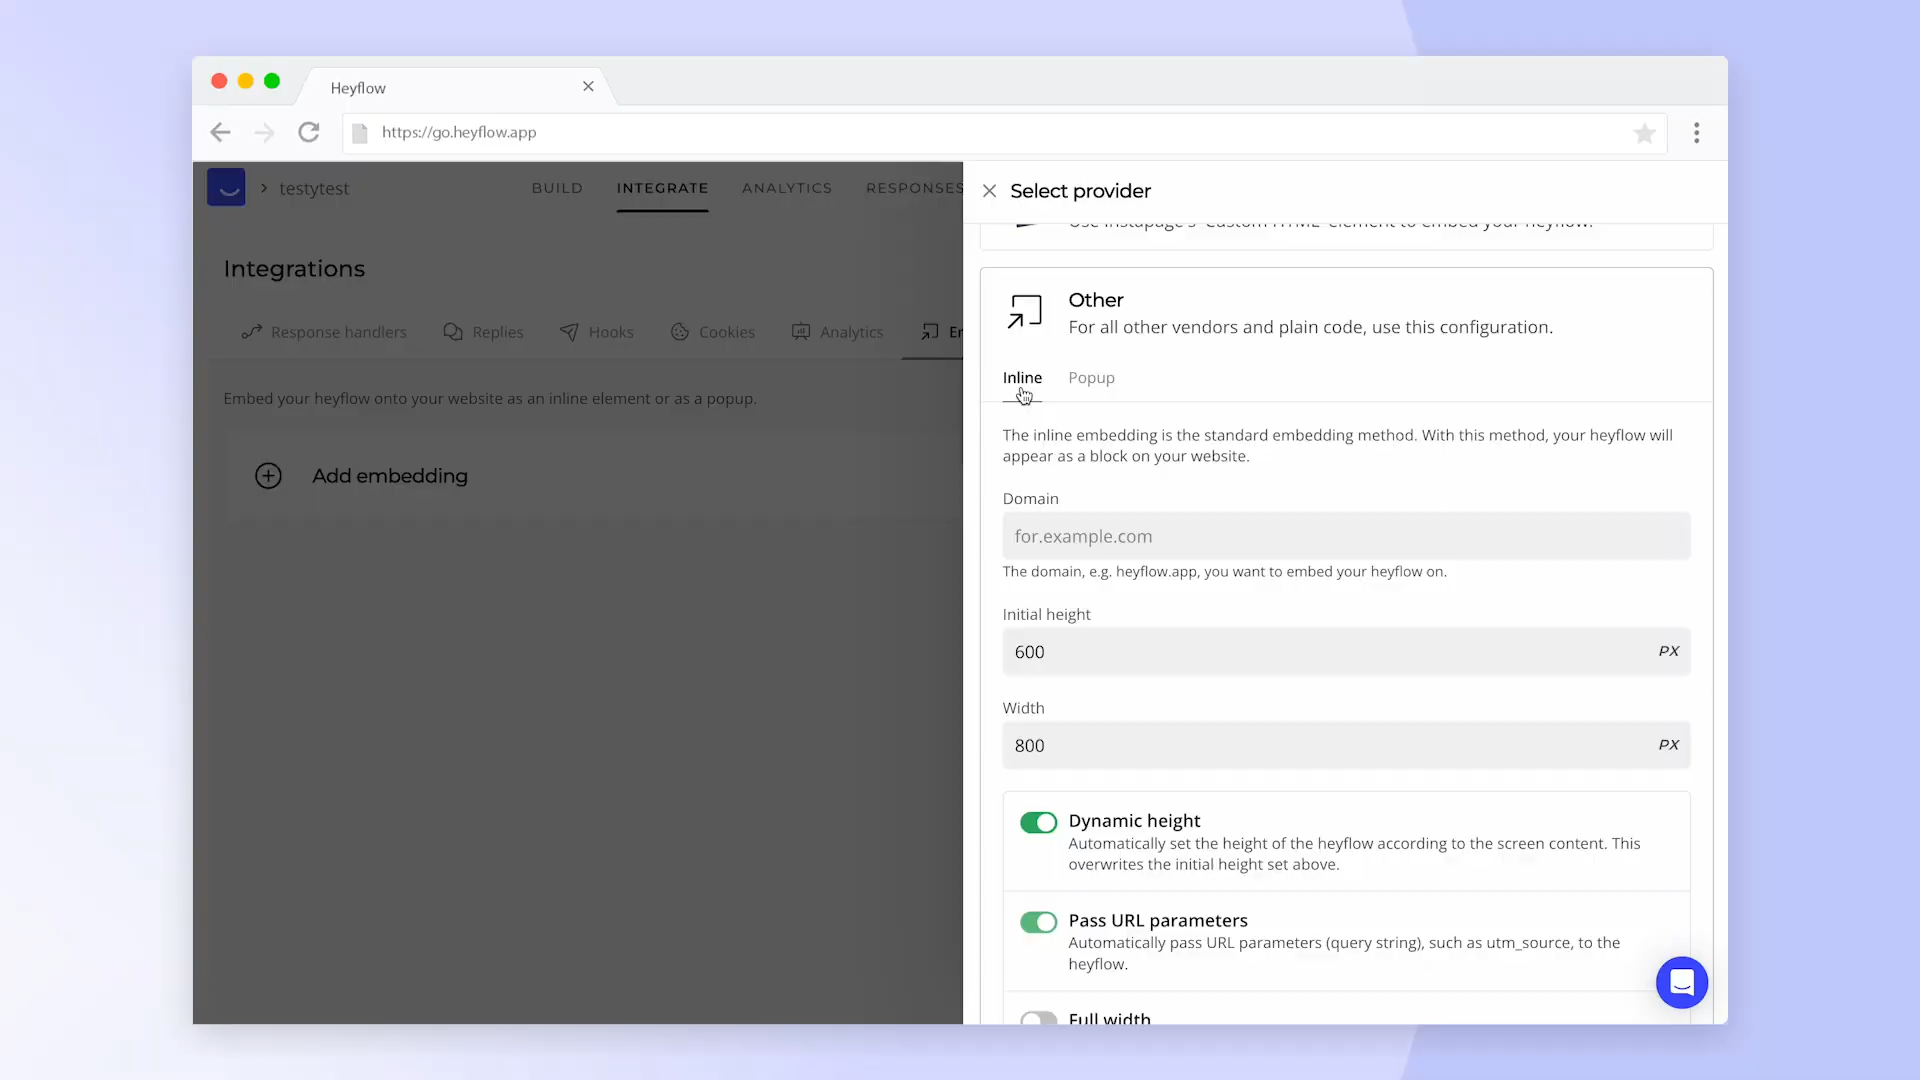 Heyflow
https://go.heyflow.app
testytest
BUILD
INTEGRATE
ANALYTICS
RESPONSES
Integrations
Response handlers
Replies
Hooks
Cookies
Analytics
Embed your heyflow onto your website as an inline element or as a popup.
Add embedding
Select provider
Use Instapage's 'Custom HTML' element to embed your heyflow.
Other
For all other vendors and plain code, use this configuration.
Inline
Popup
The inline embedding is the standard embedding method. With this method, your heyflow will
appear as a block on your website.
Domain
for.example.com
The domain, e.g. heyflow.app, you want to embed your heyflow on.
Initial height
600
PX
Width
800
PX
Dynamic height
Automatically set the height of the heyflow according to the screen content. This
overwrites the initial height set above.
Pass URL parameters
Automatically pass URL parameters (query string), such as utm_source, to the
heyflow.
Full width